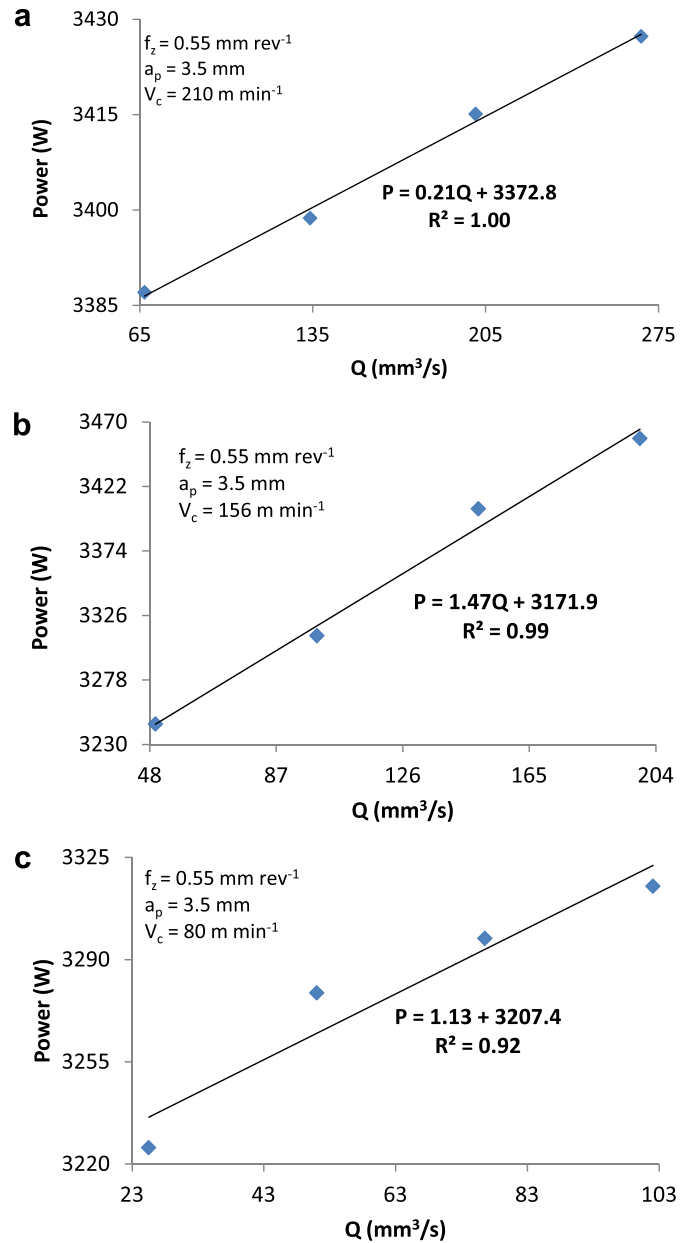 a
3430
3415
3400
3385
65
135
205
275
Power (W)
Q (mm³/s)
f_z = 0.55 mm rev⁻¹
a_p = 3.5 mm
V_c = 210 m min⁻¹
P = 0.21Q + 3372.8
R² = 1.00
b
3470
3422
3374
3326
3278
3230
48
87
126
165
204
Power (W)
Q (mm³/s)
f_z = 0.55 mm rev⁻¹
a_p = 3.5 mm
V_c = 156 m min⁻¹
P = 1.47Q + 3171.9
R² = 0.99
c
3325
3290
3255
3220
23
43
63
83
103
Power (W)
Q (mm³/s)
f_z = 0.55 mm rev⁻¹
a_p = 3.5 mm
V_c = 80 m min⁻¹
P = 1.13 + 3207.4
R² = 0.92